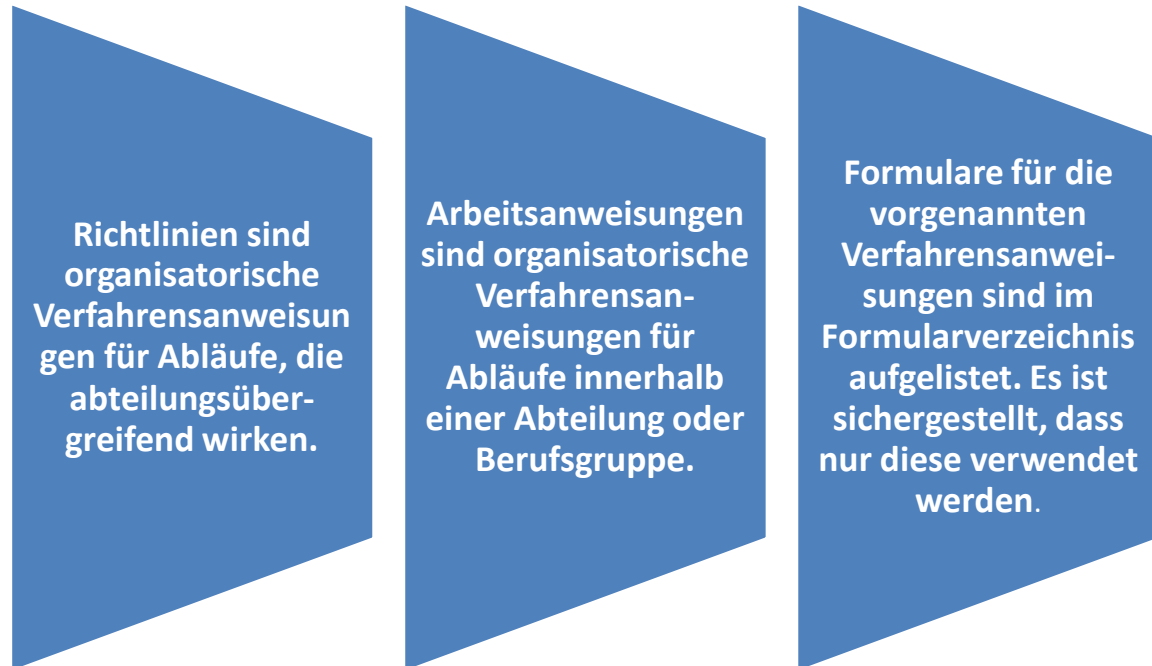 Richtlinien sind
organisatorische
Verfahrensanweisun
gen für Abläufe, die
abteilungsüber-
greifend wirken.
Arbeitsanweisungen
sind organisatorische
Verfahrensan-
weisungen für
Abläufe innerhalb
einer Abteilung oder
Berufsgruppe.
Formulare für die
vorgenannten
Verfahrensanwei-
sungen sind im
Formularverzeichnis
aufgelistet. Es ist
sichergestellt, dass
nur diese verwendet
werden.